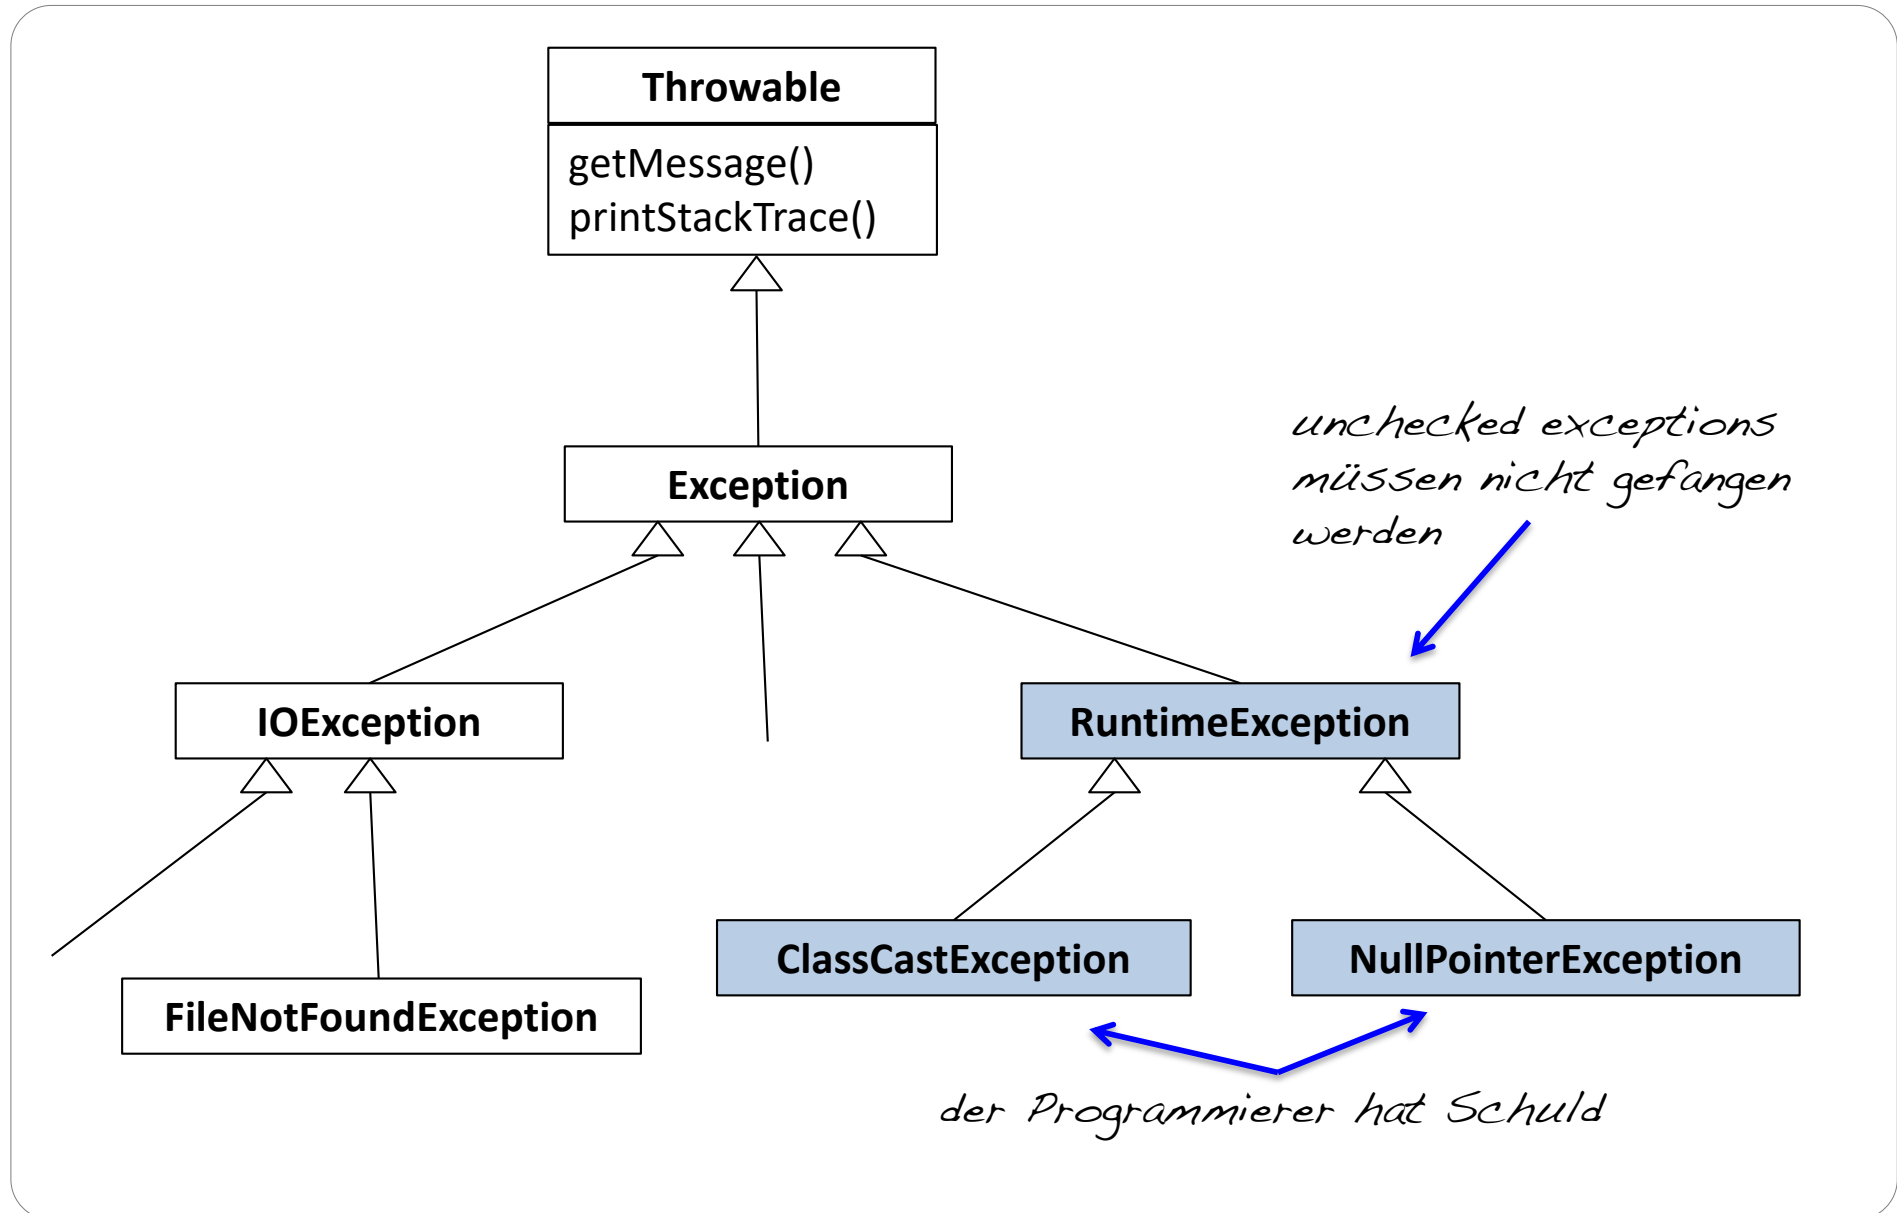 Throwable
getMessage()
printStackTrace()
Exception
unchecked exceptions
müssen nicht gefangen
werden
IOException
RuntimeException
ClassCastException
NullPointerException
FileNotFoundException
der Programmierer hat Schuld